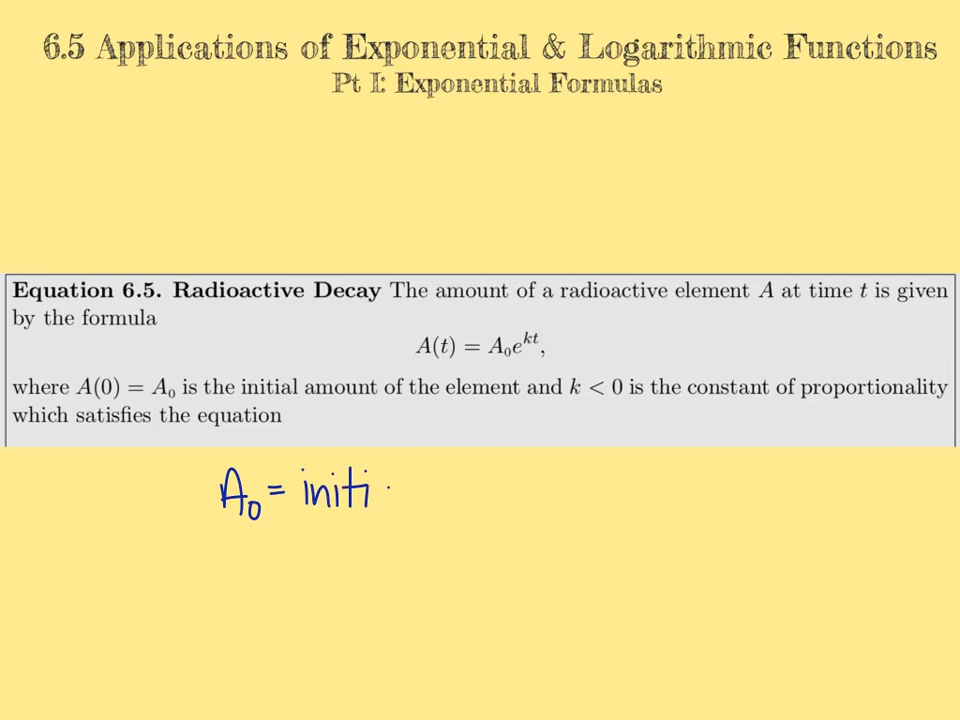 6.5 Applications of Exponential & Logarithmic Functions
Pt I: Exponential Formulas
Equation 6.5. Radioactive Decay The amount of a radioactive element A at time t is given
by the formula
A(t) = A₀eᵏᵗ,
where A(0) = A₀ is the initial amount of the element and k < 0 is the constant of proportionality
which satisfies the equation
A₀ = initi